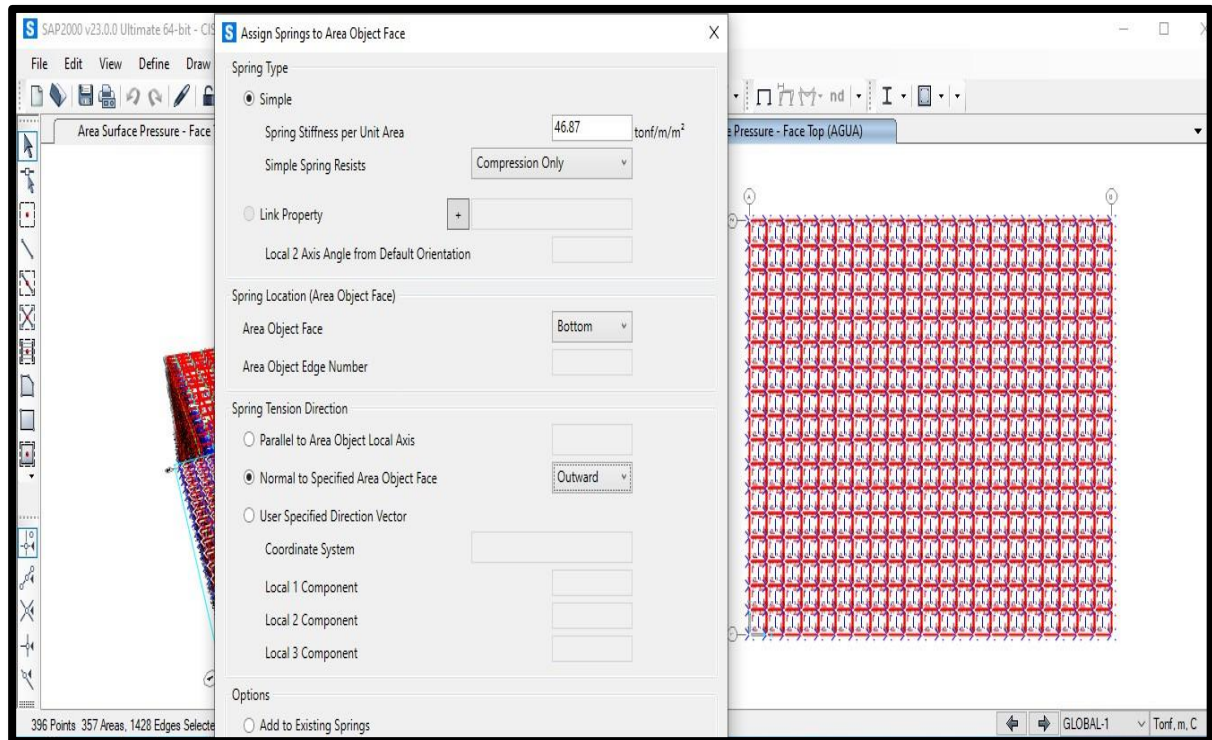 SAP2000 v23.0.0 Ultimate 64-bit - CIS
Assign Springs to Area Object Face
File Edit View Define Draw
nd
Area Surface Pressure - Face
Pressure - Face Top (AGUA)
Spring Type
Simple
Spring Stiffness per Unit Area 46.87 tonf/m/m²
Simple Spring Resists Compression Only
Link Property +
Local 2 Axis Angle from Default Orientation
Spring Location (Area Object Face)
Area Object Face Bottom
Area Object Edge Number
Spring Tension Direction
Parallel to Area Object Local Axis
Normal to Specified Area Object Face Outward
User Specified Direction Vector
Coordinate System
Local 1 Component
Local 2 Component
Local 3 Component
Options
Add to Existing Springs
396 Points 357 Areas, 1428 Edges Selecte
GLOBAL-1 Tonf, m, C